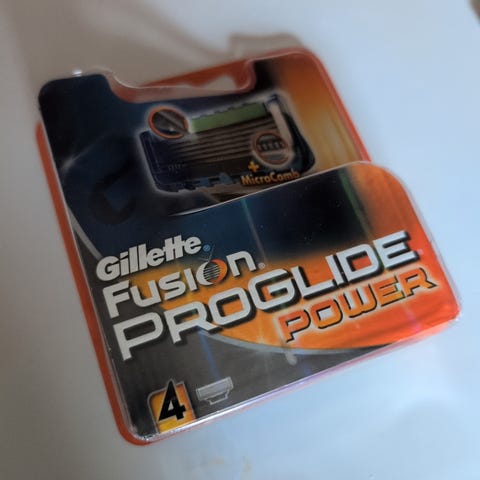 +
MicroComb
Gillette®
FUSION®
PROGLIDE
POWER
4